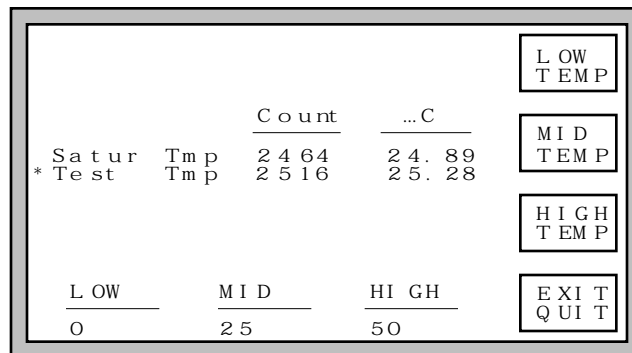 LOW
TEMP
Count ...C
MID
TEMP
Satur Tmp 2464 24.89
* Test Tmp 2516 25.28
HIGH
TEMP
LOW MID HIGH
0 25 50
EXIT
QUIT